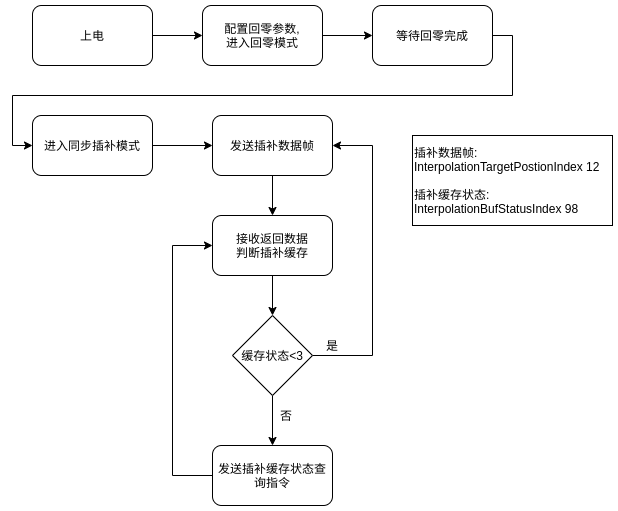 上电
配置回零参数,
进入回零模式
等待回零完成
进入同步插补模式
发送插补数据帧
插补数据帧:
InterpolationTargetPostionIndex 12
插补缓存状态:
InterpolationBufStatusIndex 98
接收返回数据
判断插补缓存
缓存状态<3
是
否
发送插补缓存状态查
询指令